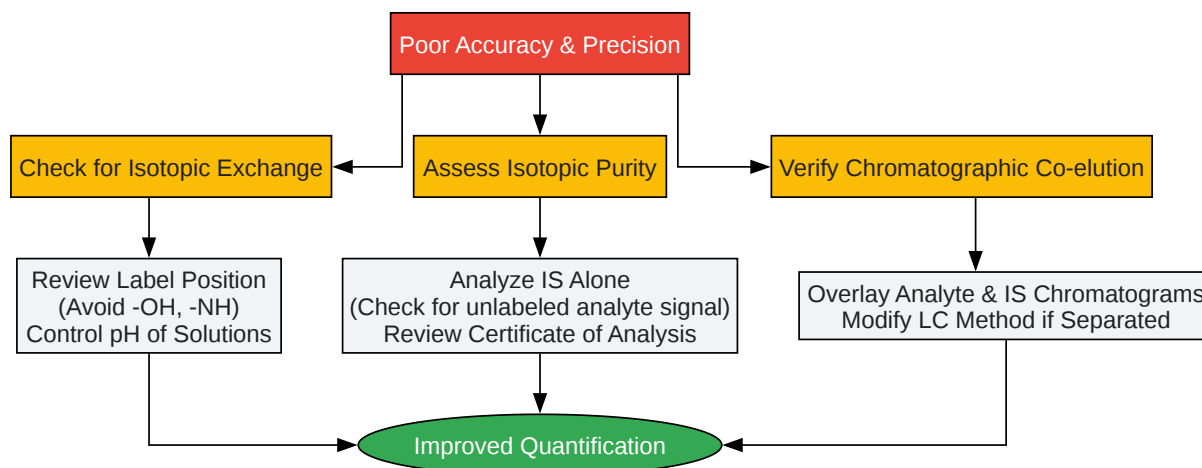 Poor Accuracy & Precision
Check for Isotopic Exchange
Assess Isotopic Purity
Verify Chromatographic Co-elution
Review Label Position
(Avoid -OH, -NH)
Control pH of Solutions
Analyze IS Alone
(Check for unlabeled analyte signal)
Review Certificate of Analysis
Overlay Analyte & IS Chromatograms
Modify LC Method if Separated
Improved Quantification